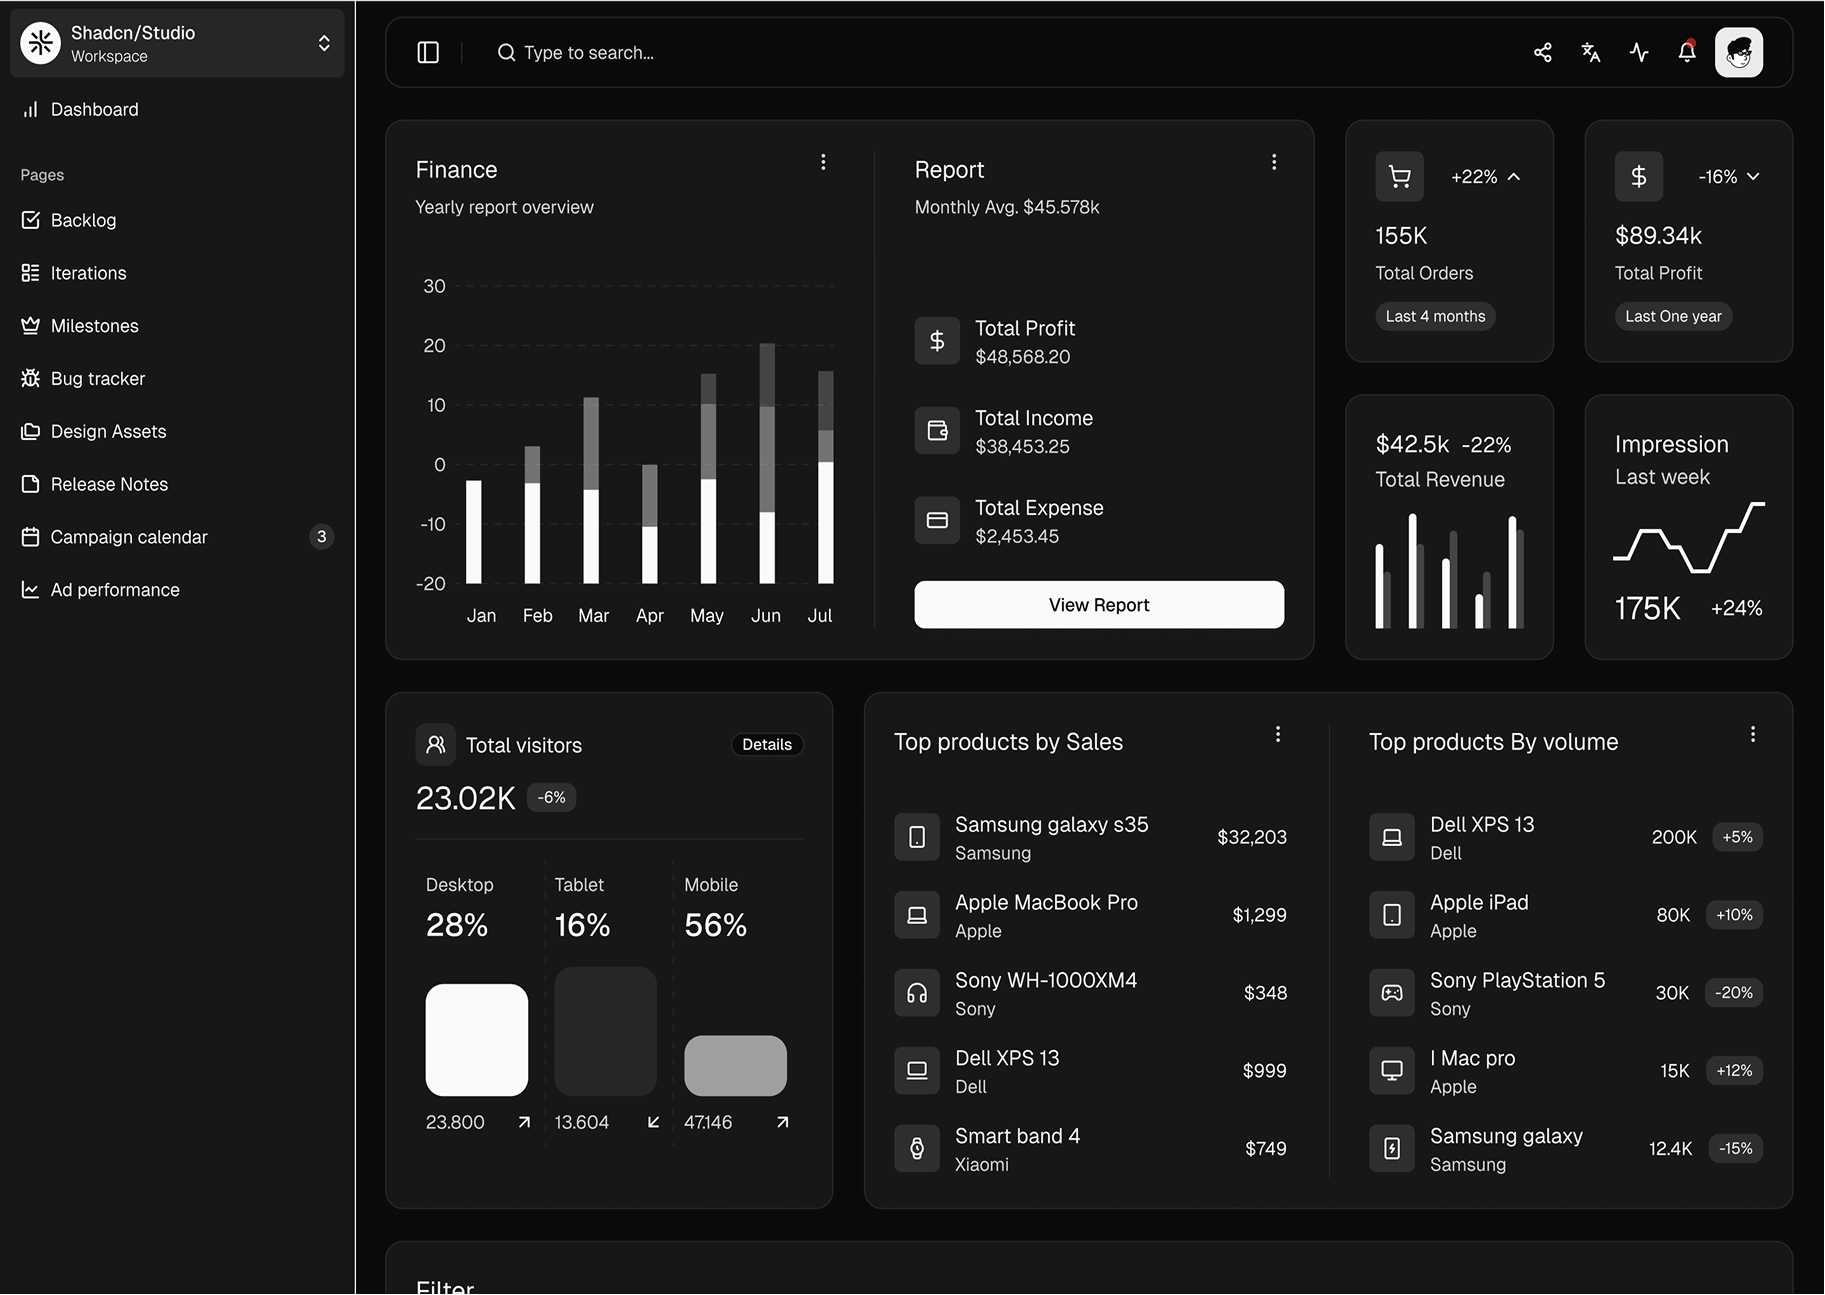 Shadcn/Studio
Workspace
Dashboard
Pages
Backlog
Iterations
Milestones
Bug tracker
Design Assets
Release Notes
Campaign calendar 3
Ad performance
Type to search...
Finance
Yearly report overview
30
20
10
0
-10
-20
Jan Feb Mar Apr May Jun Jul
Report
Monthly Avg. $45.578k
Total Profit
$48,568.20
Total Income
$38,453.25
Total Expense
$2,453.45
View Report
+22%
155K
Total Orders
Last 4 months
-16%
$89.34k
Total Profit
Last One year
$42.5k -22%
Total Revenue
Impression
Last week
175K +24%
Total visitors Details
23.02K -6%
Desktop
28%
23.800
Tablet
16%
13.604
Mobile
56%
47.146
Top products by Sales
Samsung galaxy s35
Samsung
$32,203
Apple MacBook Pro
Apple
$1,299
Sony WH-1000XM4
Sony
$348
Dell XPS 13
Dell
$999
Smart band 4
Xiaomi
$749
Top products By volume
Dell XPS 13
Dell
200K +5%
Apple iPad
Apple
80K +10%
Sony PlayStation 5
Sony
30K -20%
I Mac pro
Apple
15K +12%
Samsung galaxy
Samsung
12.4K -15%
Filter